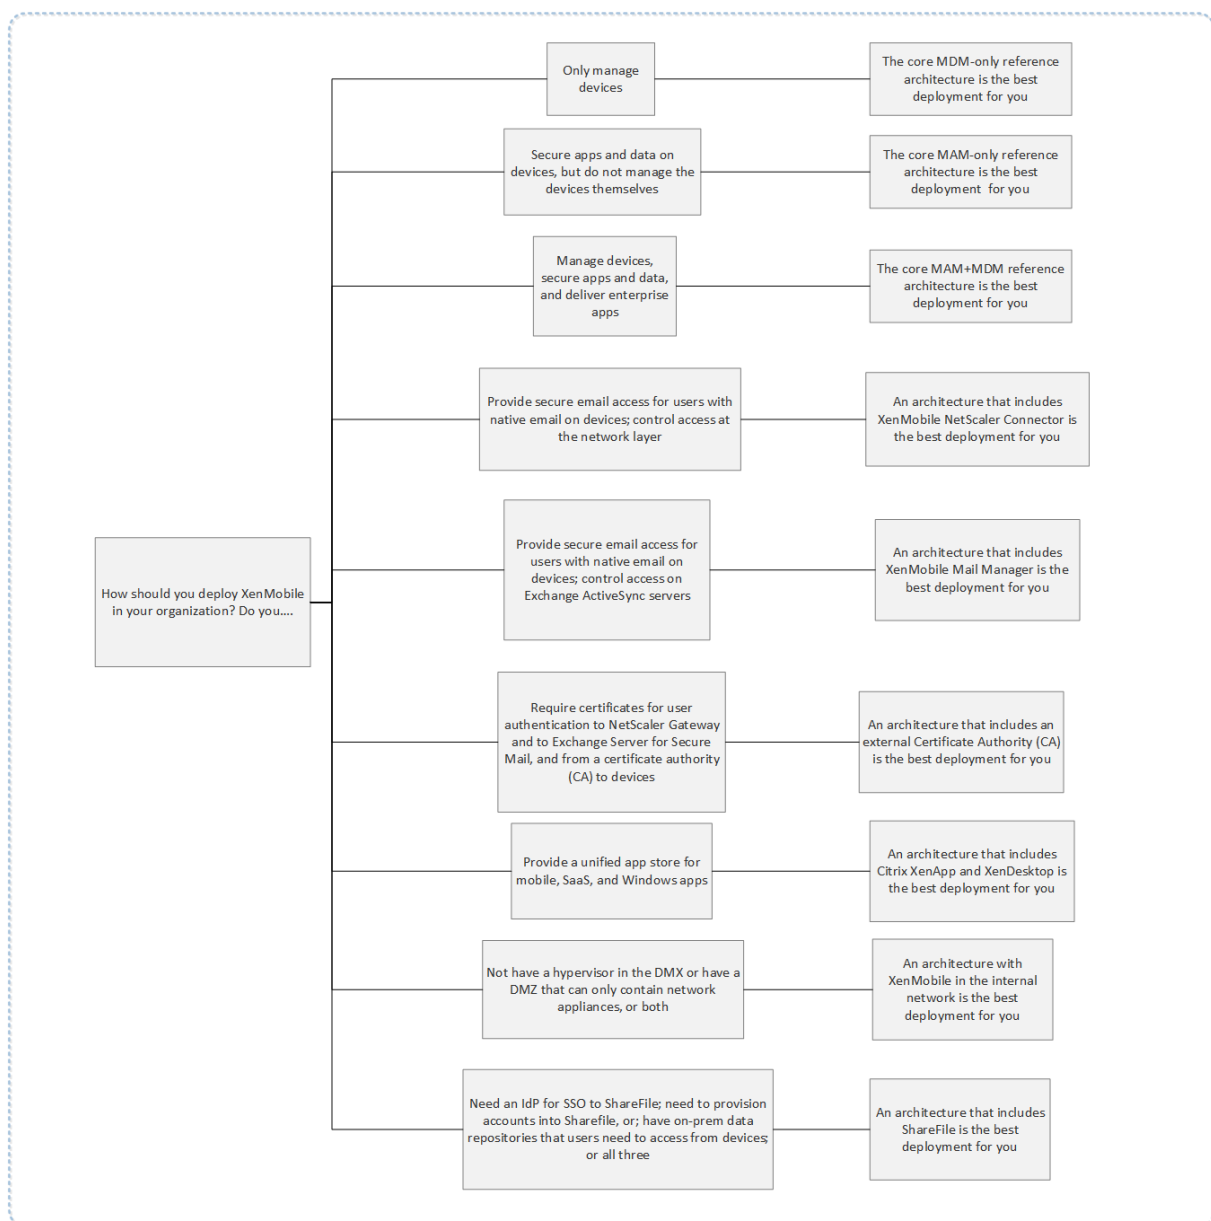 Only manage
devices
The core MDM-only reference
architecture is the best
deployment for you
Secure apps and data on
devices, but do not manage the
devices themselves
The core MAM-only reference
architecture is the best
deployment  for you
Manage devices,
secure apps and data,
and deliver enterprise
apps
The core MAM+MDM reference
architecture is the best
deployment for you
Provide secure email access for users with
native email on devices; control access at
the network layer
An architecture that includes
XenMobile NetScaler Connector is
the best deployment for you
Provide secure email access for
users with native email on
devices; control access on
Exchange ActiveSync servers
An architecture that includes
XenMobile Mail Manager is the
best deployment for you
How should you deploy XenMobile
in your organization? Do you....
Require certificates for user
authentication to NetScaler Gateway
and to Exchange Server for Secure
Mail, and from a certificate authority
(CA) to devices
An architecture that includes an
external Certificate Authority (CA)
is the best deployment for you
Provide a unified app store for
mobile, SaaS, and Windows apps
An architecture that includes
Citrix XenApp and XenDesktop is
the best deployment for you
Not have a hypervisor in the DMX or have a
DMZ that can only contain network
appliances, or both
An architecture with
XenMobile in the internal
network is the best
deployment for you
Need an IdP for SSO to ShareFile; need to provision
accounts into Sharefile, or; have on-prem data
repositories that users need to access from devices;
or all three
An architecture that includes
ShareFile is the best
deployment for you